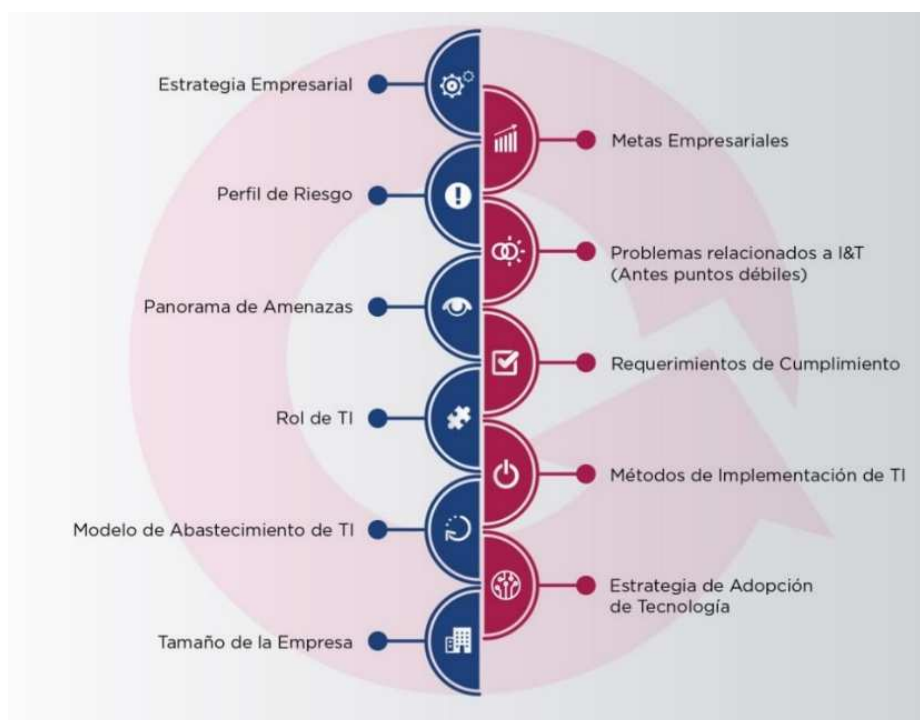 Estrategia Empresarial
Metas Empresariales
Perfil de Riesgo
Problemas relacionados a I&T
(Antes puntos débiles)
Panorama de Amenazas
Requerimientos de Cumplimiento
Rol de TI
Métodos de Implementación de TI
Modelo de Abastecimiento de TI
Estrategia de Adopción
de Tecnología
Tamaño de la Empresa